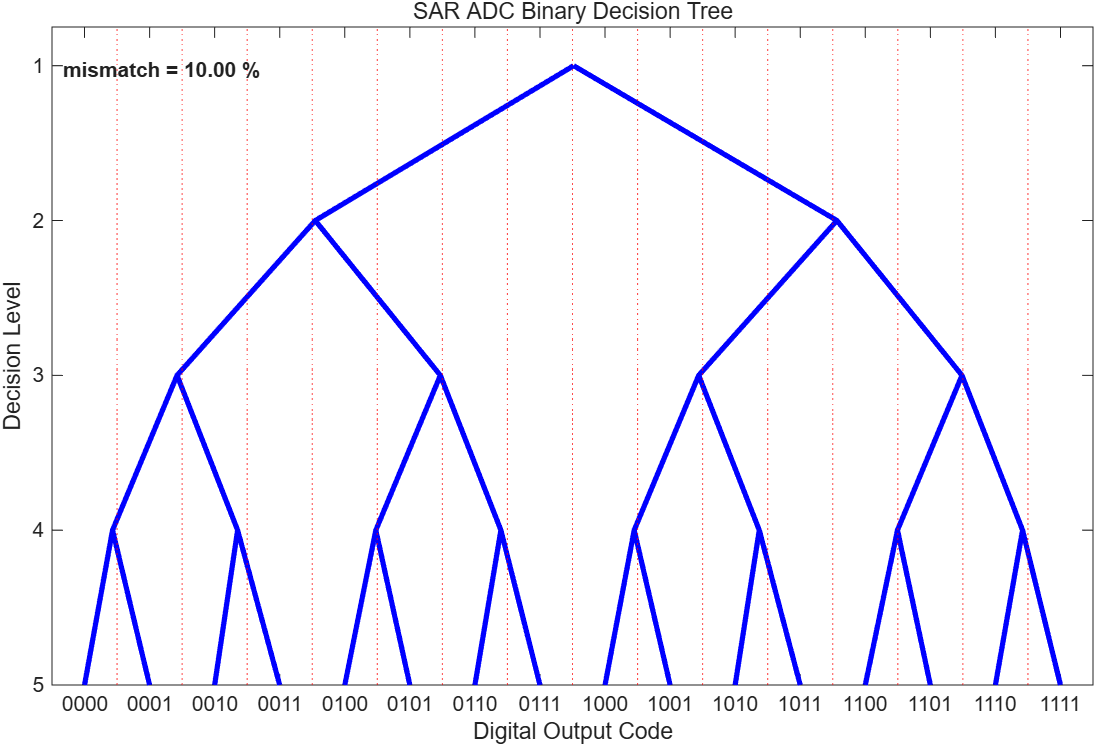 SAR ADC Binary Decision Tree
mismatch = 10.00 %
Decision Level
1
2
3
4
5
0000 0001 0010 0011 0100 0101 0110 0111 1000 1001 1010 1011 1100 1101 1110 1111
Digital Output Code